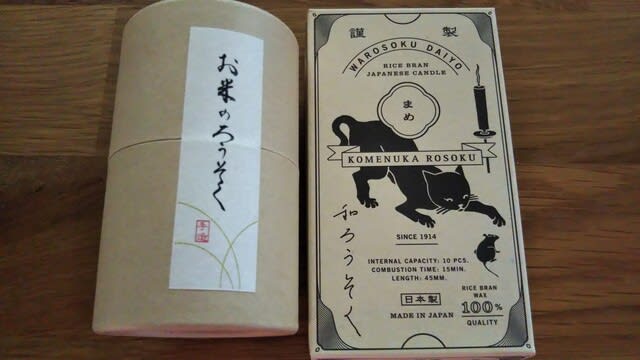 お米のろうそく
謹製
WAROSOKU DAIYO
RICE BRAN
JAPANESE CANDLE
まめ
KOMENUKA ROSOKU
和ろうそく
SINCE 1914
INTERNAL CAPACITY: 10 PCS.
COMBUSTION TIME: 15MIN.
LENGTH: 45MM.
日本製
MADE IN JAPAN
RICE BRAN
WAX
100%
QUALITY